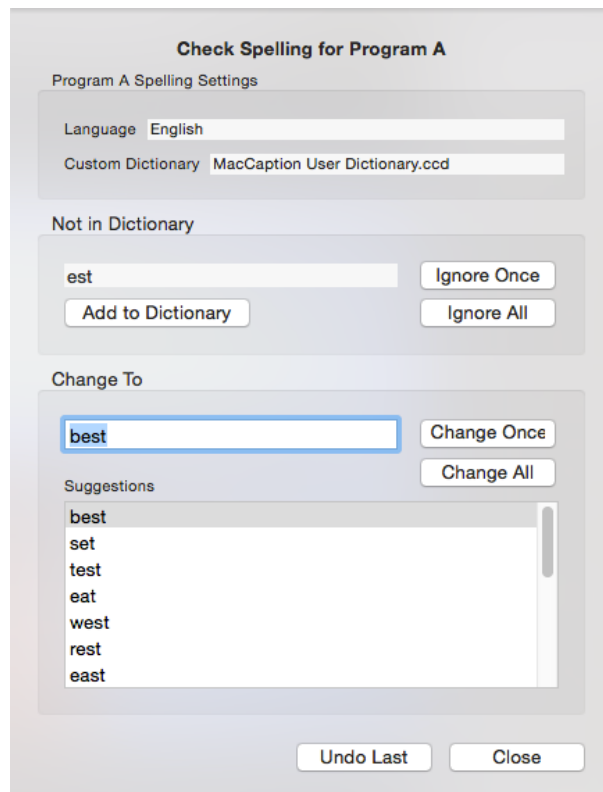 Check Spelling for Program A
Program A Spelling Settings
Language English
Custom Dictionary MacCaption User Dictionary.ccd
Not in Dictionary
est
Ignore Once
Add to Dictionary
Ignore All
Change To
best
Change Once
Change All
Suggestions
best
set
test
eat
west
rest
east
Undo Last
Close